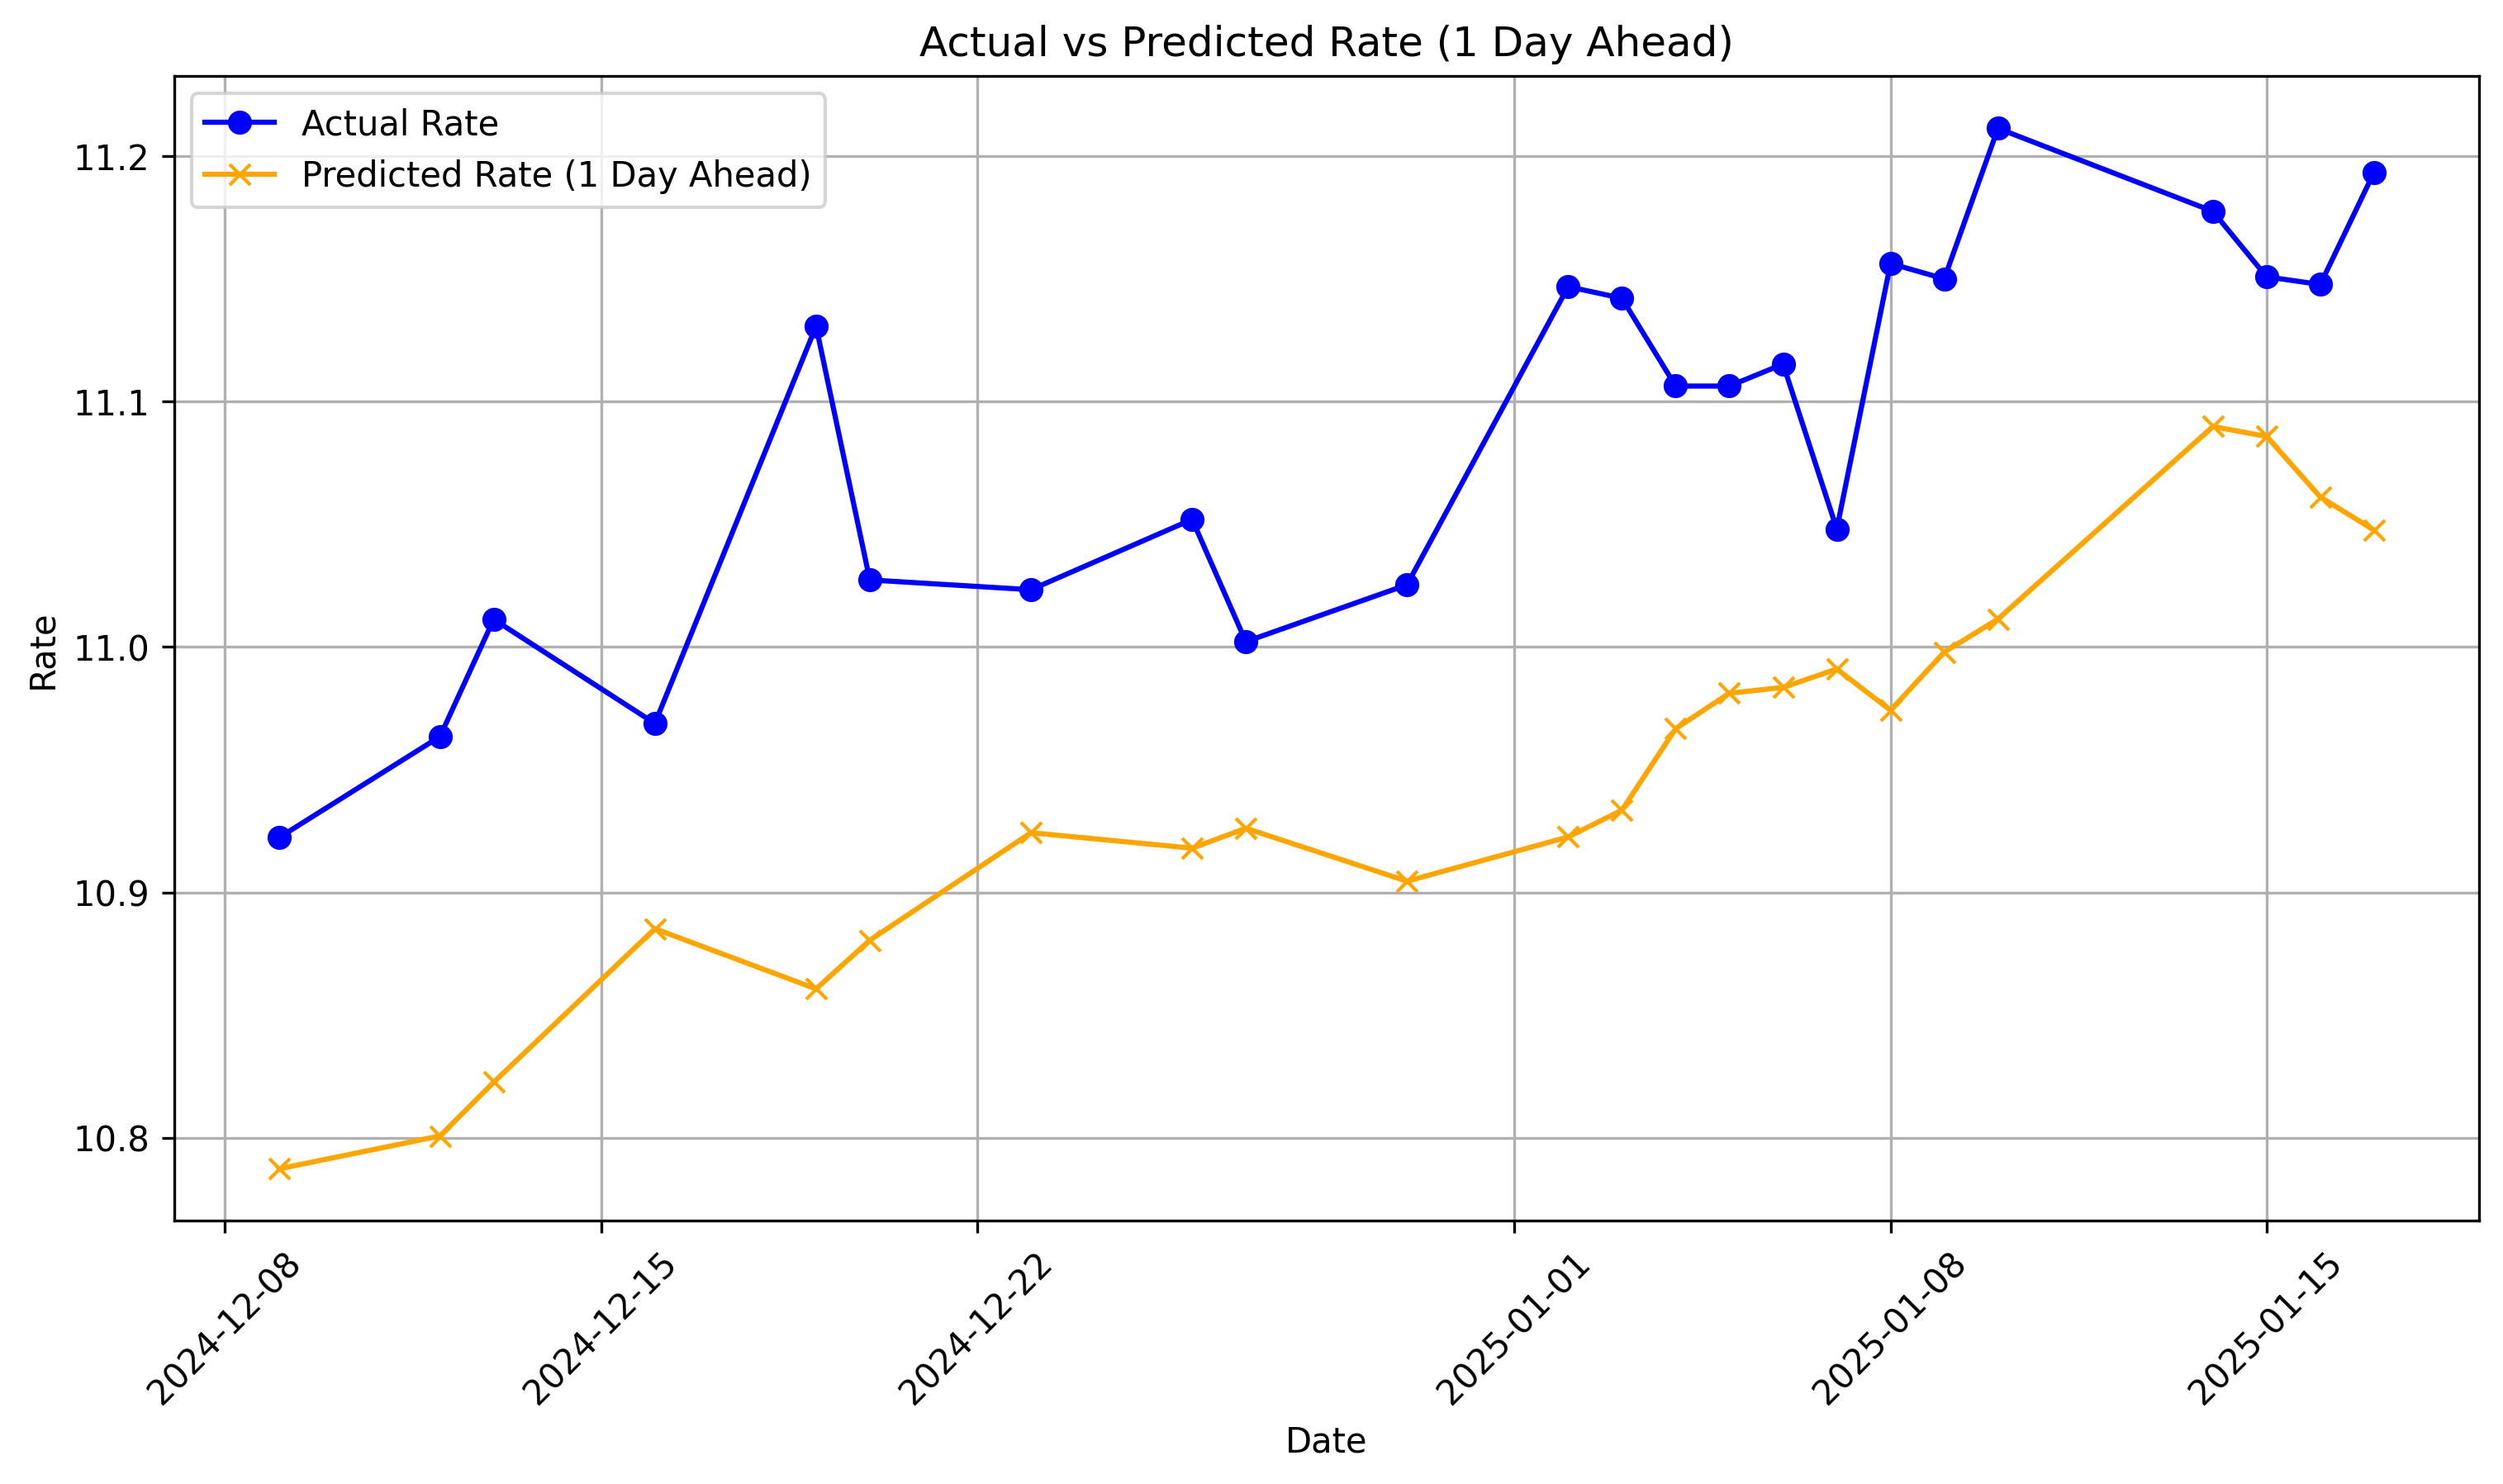 Actual vs Predicted Rate (1 Day Ahead)
Actual Rate
Predicted Rate (1 Day Ahead)
11.2
11.1
11.0
10.9
10.8
Rate
2024-12-08
2024-12-15
2024-12-22
2025-01-01
2025-01-08
2025-01-15
Date